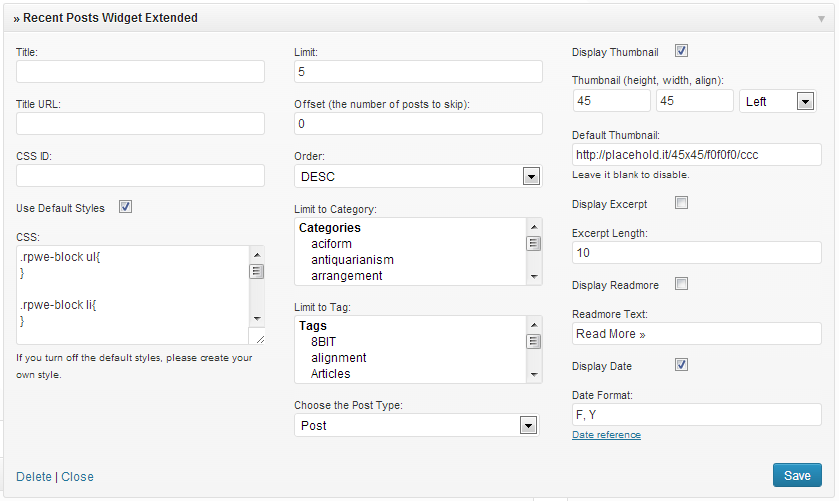 » Recent Posts Widget Extended
Title:
Title URL:
CSS ID:
Use Default Styles
CSS:
.rpwe-block ul{
}
.rpwe-block li{
}
If you turn off the default styles, please create your
own style.
Limit:
5
Offset (the number of posts to skip):
0
Order:
DESC
Limit to Category:
Categories
aciform
antiquarianism
arrangement
Limit to Tag:
Tags
8BIT
alignment
Articles
Choose the Post Type:
Post
Display Thumbnail
Thumbnail (height, width, align):
45 45 Left
Default Thumbnail:
http://placehold.it/45x45/f0f0f0/ccc
Leave it blank to disable.
Display Excerpt
Excerpt Length:
10
Display Readmore
Readmore Text:
Read More »
Display Date
Date Format:
F, Y
Date reference
Delete | Close
Save